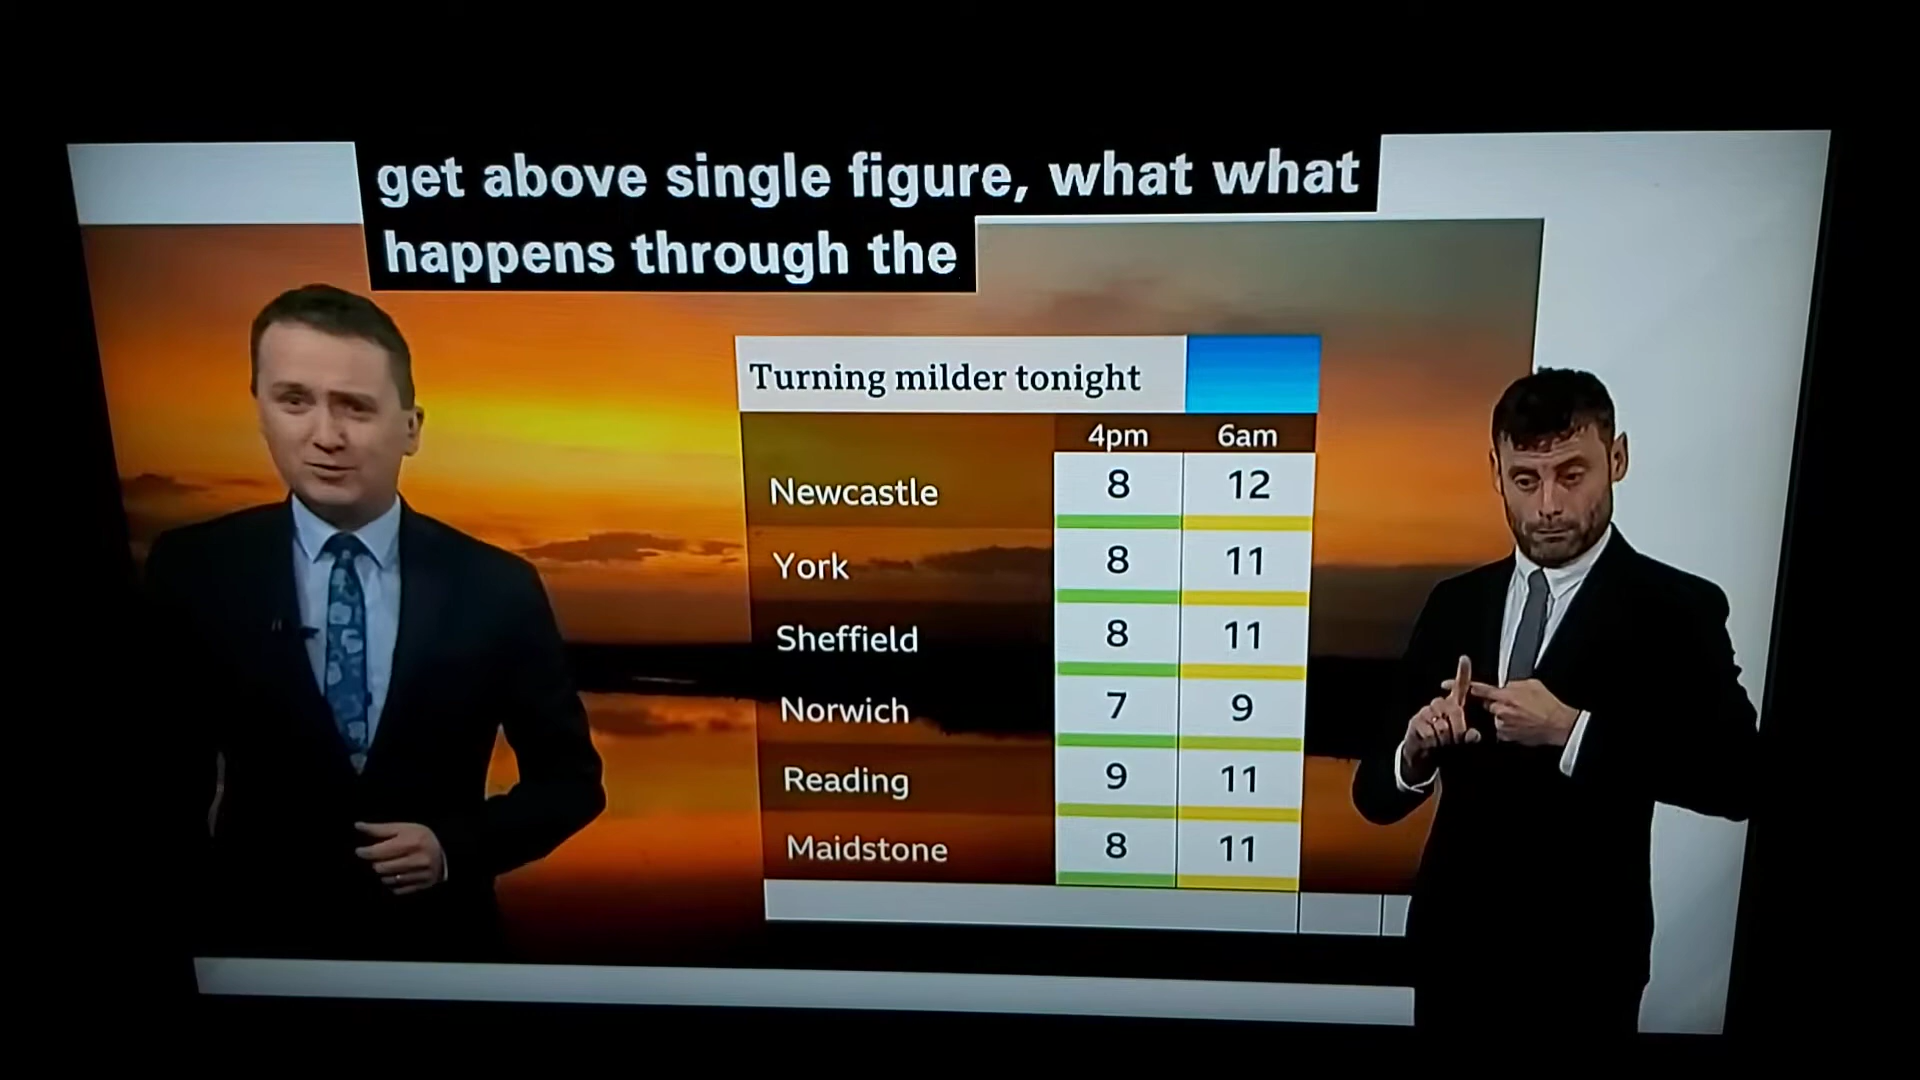 get above single figure, what what
happens through the
Turning milder tonight
4pm 6am
Newcastle 8 12
York 8 11
Sheffield 8 11
Norwich 7 9
Reading 9 11
Maidstone 8 11